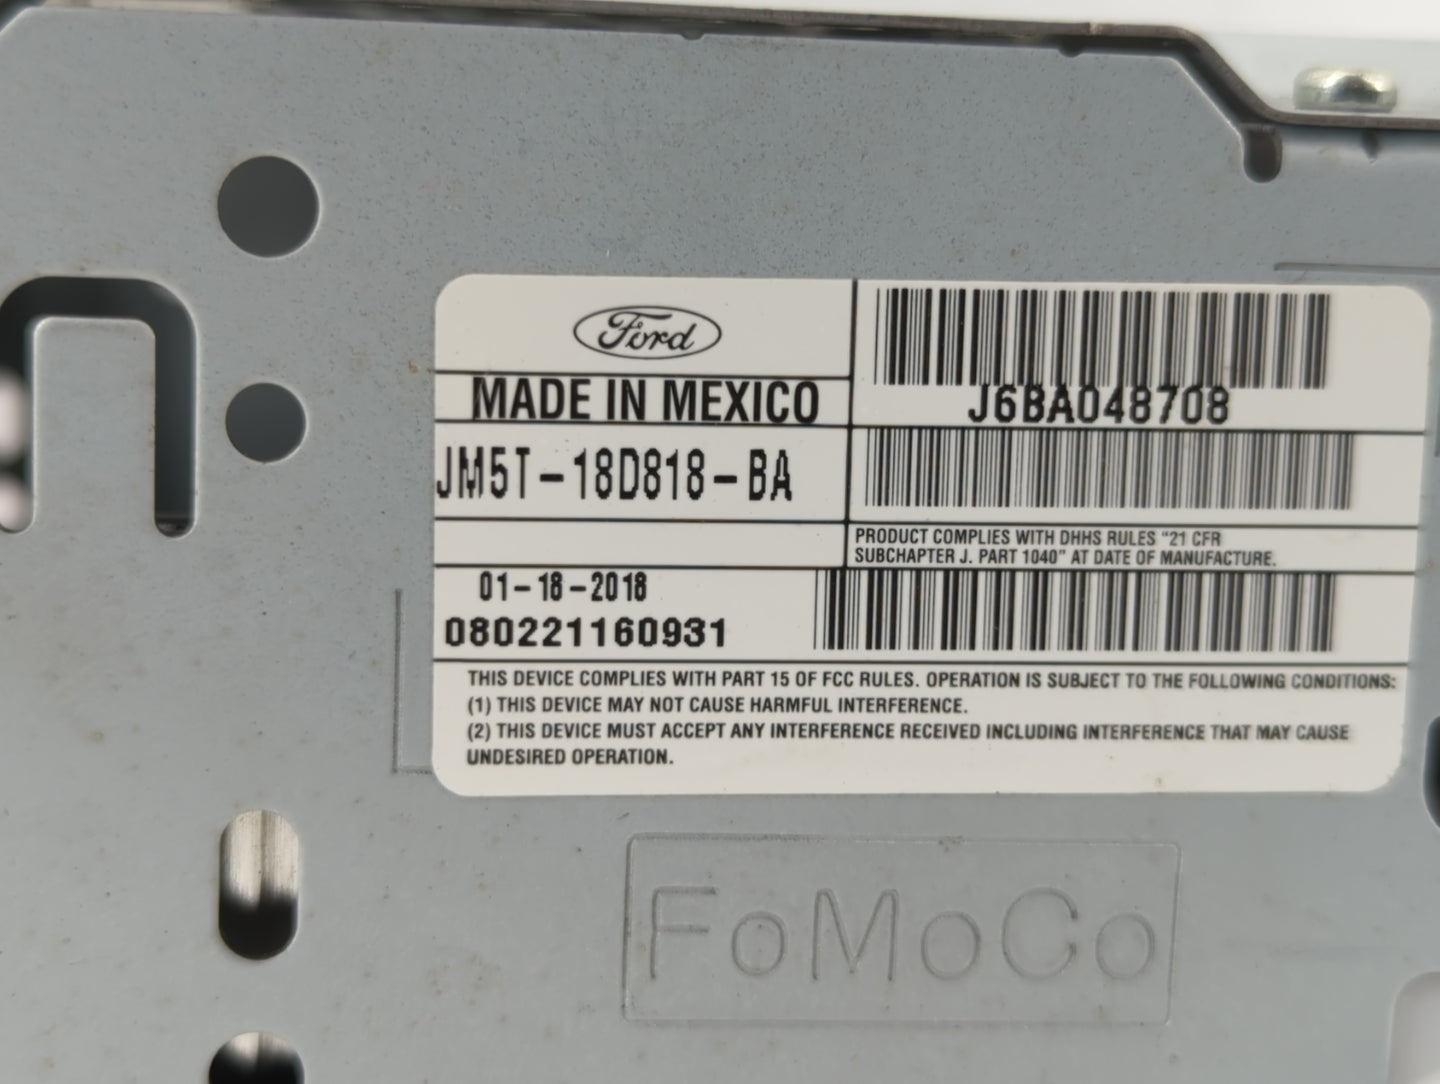 Ford
MADE IN MEXICO
J6BA048708
JM5T-18D818-BA
PRODUCT COMPLIES WITH DHHS RULES "21 CFR
SUBCHAPTER J. PART 1040" AT DATE OF MANUFACTURE.
01-18-2018
080221160931
THIS DEVICE COMPLIES WITH PART 15 OF FCC RULES. OPERATION IS SUBJECT TO THE FOLLOWING CONDITIONS:
(1) THIS DEVICE MAY NOT CAUSE HARMFUL INTERFERENCE.
(2) THIS DEVICE MUST ACCEPT ANY INTERFERENCE RECEIVED INCLUDING INTERFERENCE THAT MAY CAUSE
UNDESIRED OPERATION.
FoMoCo